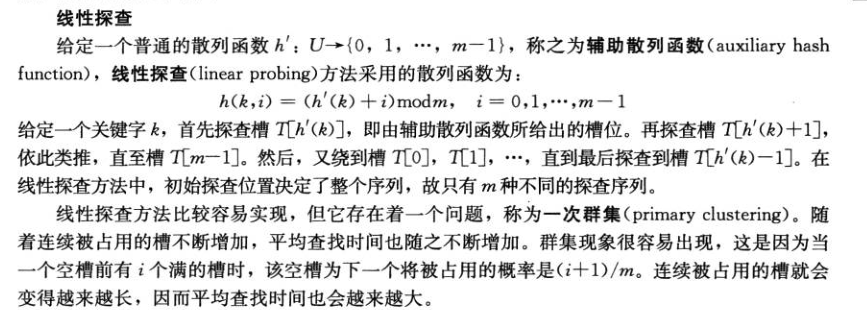 线性探查
给定一个普通的散列函数 h′：U→{0，1，…，m−1}，称之为辅助散列函数(auxiliary hash
function)，线性探查(linear probing)方法采用的散列函数为：
h(k,i) = (h′(k)+i)modm， i = 0,1,…,m−1
给定一个关键字 k，首先探查槽 T[h′(k)]，即由辅助散列函数所给出的槽位。再探查槽 T[h′(k)+1]，
依此类推，直至槽 T[m−1]。然后，又绕到槽 T[0]，T[1]，…，直到最后探查到槽 T[h′(k)−1]。在
线性探查方法中，初始探查位置决定了整个序列，故只有 m 种不同的探查序列。
线性探查方法比较容易实现，但它存在着一个问题，称为一次群集(primary clustering)。随
着连续被占用的槽不断增加，平均查找时间也随之不断增加。群集现象很容易出现，这是因为当
一个空槽前有 i 个满的槽时，该空槽为下一个将被占用的概率是(i+1)/m。连续被占用的槽就会
变得越来越长，因而平均查找时间也会越来越大。